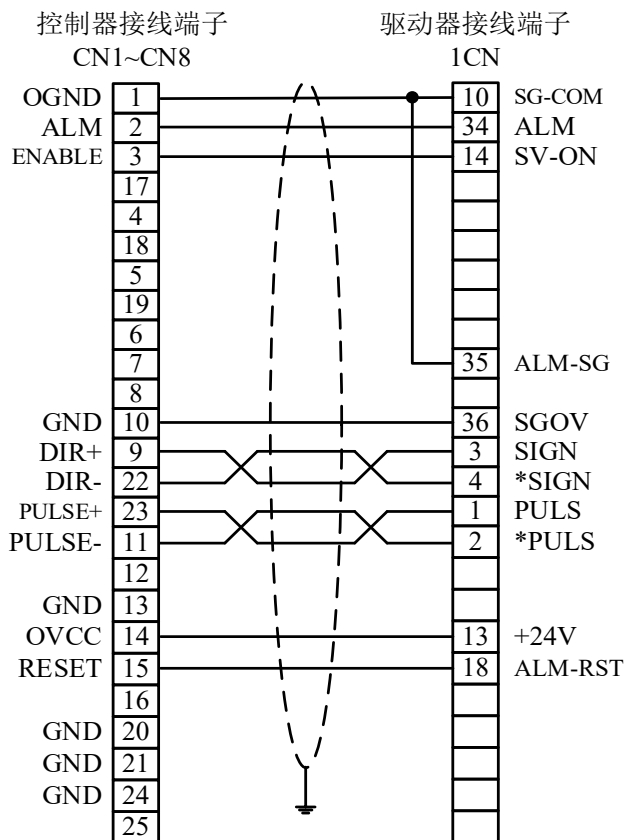 控制器接线端子 驱动器接线端子
CN1~CN8 1CN
OGND 1 10 SG-COM
ALM 2 34 ALM
ENABLE 3 14 SV-ON
17
4
18
5
19
6
7 35 ALM-SG
8
GND 10 36 SGOV
DIR+ 9 3 SIGN
DIR- 22 4 *SIGN
PULSE+ 23 1 PULS
PULSE- 11 2 *PULS
12
GND 13
OVCC 14 13 +24V
RESET 15 18 ALM-RST
16
GND 20
GND 21
GND 24
25